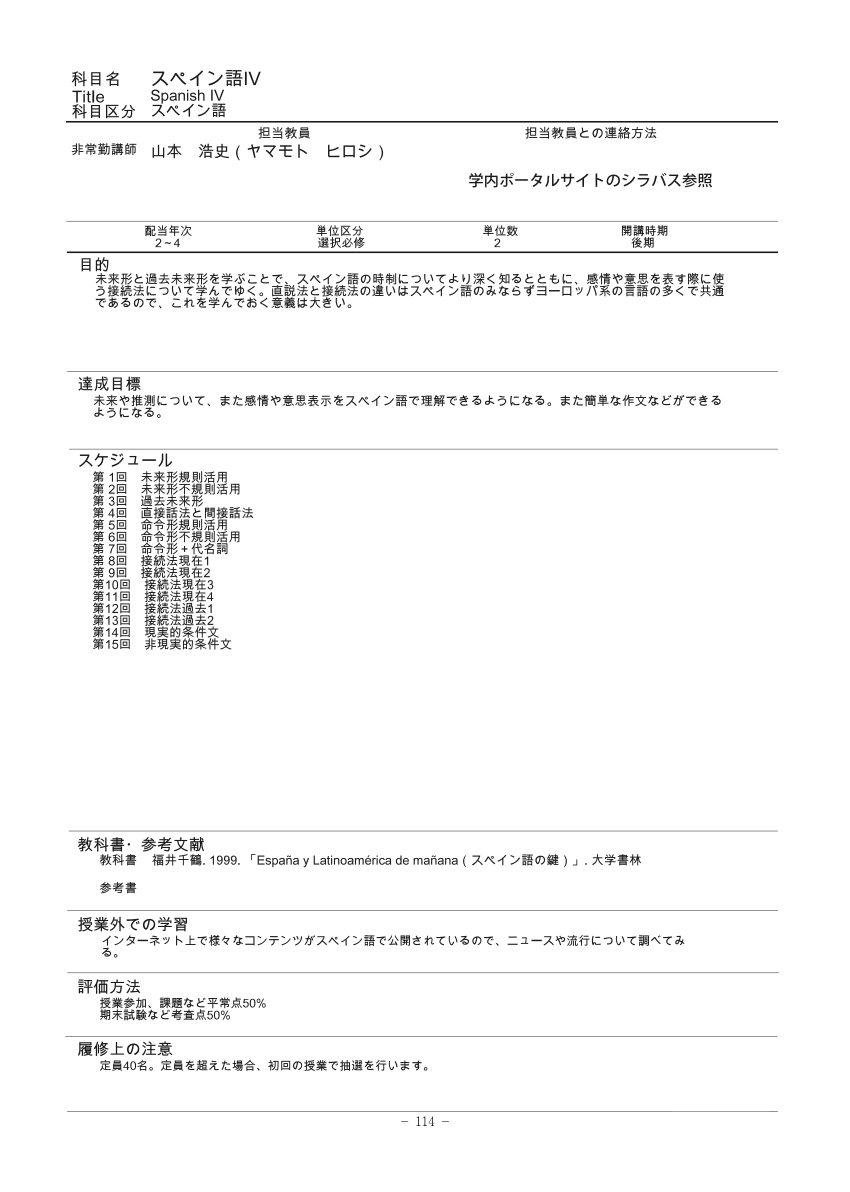 科目名　スペイン語IV
Title　Spanish IV
科目区分　スペイン語
担当教員　担当教員との連絡方法
非常勤講師　山本　浩史 ( ヤマモト　ヒロシ )
学内ポータルサイトのシラバス参照
配当年次　単位区分　単位数　開講時期
2～4　選択必修　2　後期
目的
未来形と過去未来形を学ぶことで、スペイン語の時制についてより深く知るとともに、感情や意思を表す際に使
う接続法について学んでゆく。直説法と接続法の違いはスペイン語のみならずヨーロッパ系の言語の多くで共通
であるので、これを学んでおく意義は大きい。
達成目標
未来や推測について、また感情や意思表示をスペイン語で理解できるようになる。また簡単な作文などができる
ようになる。
スケジュール
第 1回　未来形規則活用
第 2回　未来形不規則活用
第 3回　過去未来形
第 4回　直接話法と間接話法
第 5回　命令形規則活用
第 6回　命令形不規則活用
第 7回　命令形＋代名詞
第 8回　接続法現在1
第 9回　接続法現在2
第10回　接続法現在3
第11回　接続法現在4
第12回　接続法過去1
第13回　接続法過去2
第14回　現実的条件文
第15回　非現実的条件文
教科書・参考文献
教科書　福井千鶴. 1999. 「España y Latinoamérica de mañana ( スペイン語の鍵 ) 」. 大学書林
参考書
授業外での学習
インターネット上で様々なコンテンツがスペイン語で公開されているので、ニュースや流行について調べてみ
る。
評価方法
授業参加、課題など平常点50%
期末試験など考査点50%
履修上の注意
定員40名。定員を超えた場合、初回の授業で抽選を行います。
− 114 −